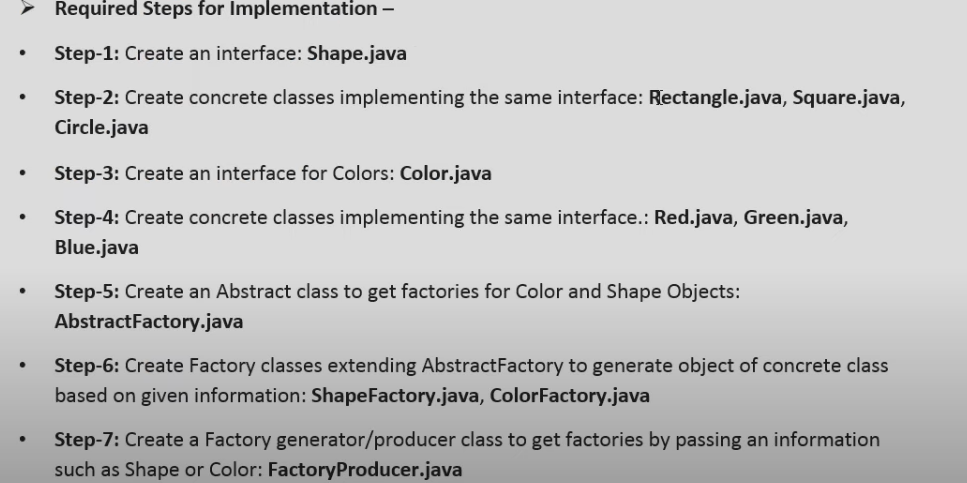 ➢ Required Steps for Implementation –
• Step-1: Create an interface: Shape.java
• Step-2: Create concrete classes implementing the same interface: Rectangle.java, Square.java,
Circle.java
• Step-3: Create an interface for Colors: Color.java
• Step-4: Create concrete classes implementing the same interface.: Red.java, Green.java,
Blue.java
• Step-5: Create an Abstract class to get factories for Color and Shape Objects:
AbstractFactory.java
• Step-6: Create Factory classes extending AbstractFactory to generate object of concrete class
based on given information: ShapeFactory.java, ColorFactory.java
• Step-7: Create a Factory generator/producer class to get factories by passing an information
such as Shape or Color: FactoryProducer.java